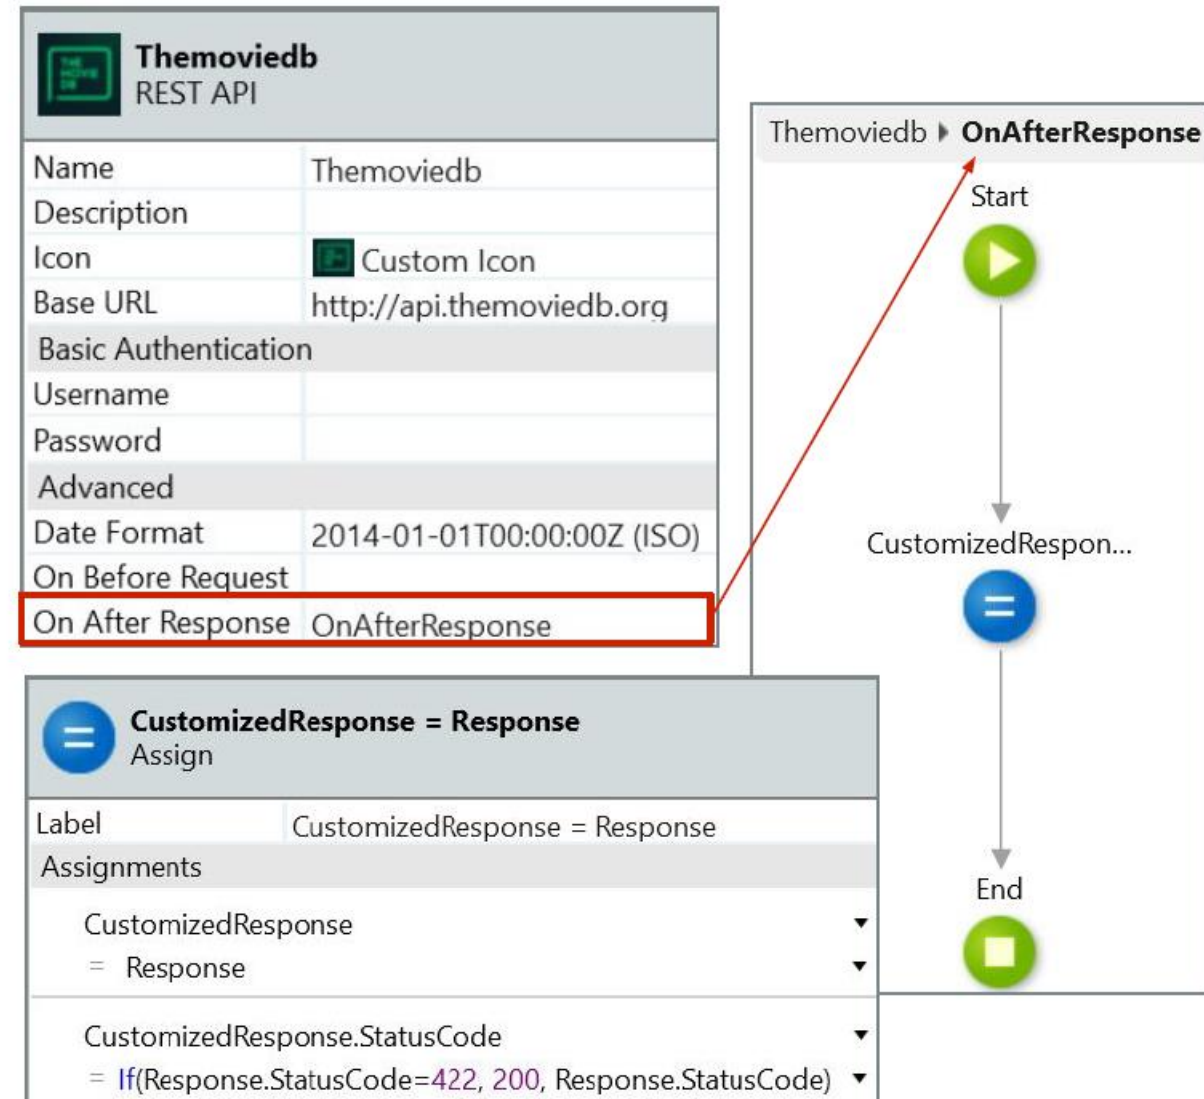 THE
MOVIE
DB
Themoviedb
REST API
Name Themoviedb
Description
Icon Custom Icon
Base URL http://api.themoviedb.org
Basic Authentication
Username
Password
Advanced
Date Format 2014-01-01T00:00:00Z (ISO)
On Before Request
On After Response OnAfterResponse
Themoviedb OnAfterResponse
Start
CustomizedRespon...
End
CustomizedResponse = Response
Assign
Label CustomizedResponse = Response
Assignments
CustomizedResponse
= Response
CustomizedResponse.StatusCode
= If(Response.StatusCode=422, 200, Response.StatusCode)